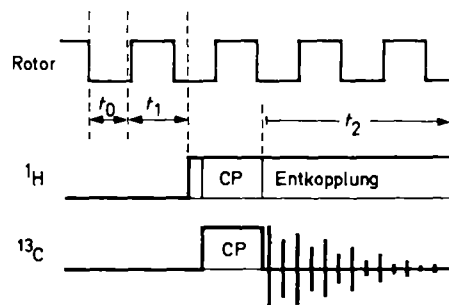 Rotor
t₀ t₁ t₂
¹H CP Entkopplung
¹³C CP